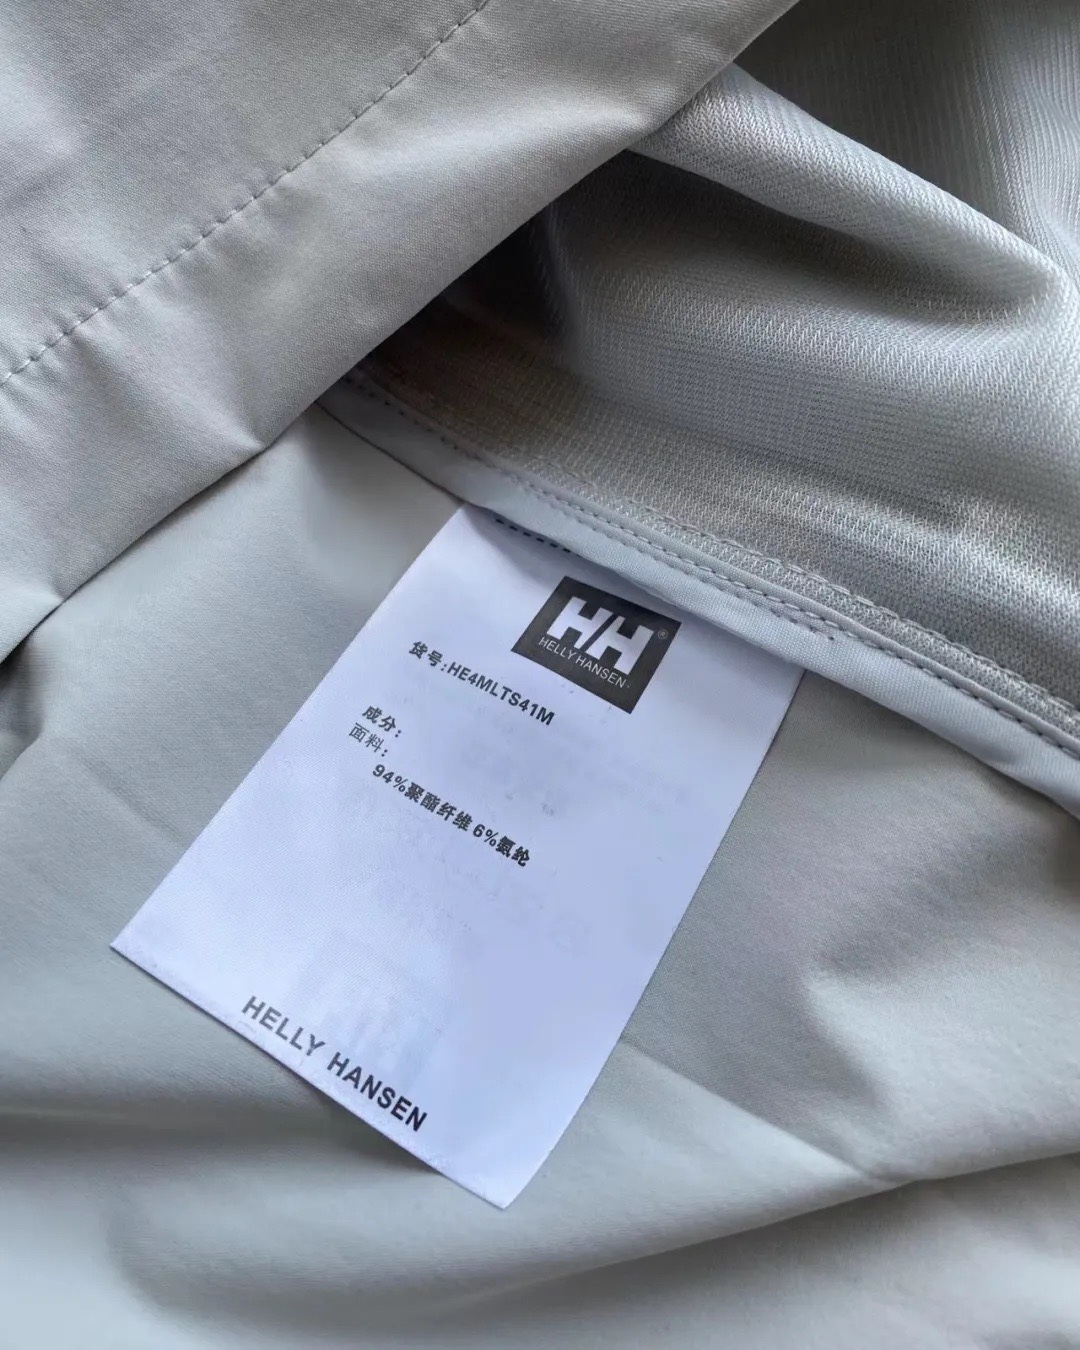 HH®
HELLY HANSEN
货号:HE4MLTS41M
成分:
面料:
94%聚酯纤维 6%氨纶
HELLY HANSEN